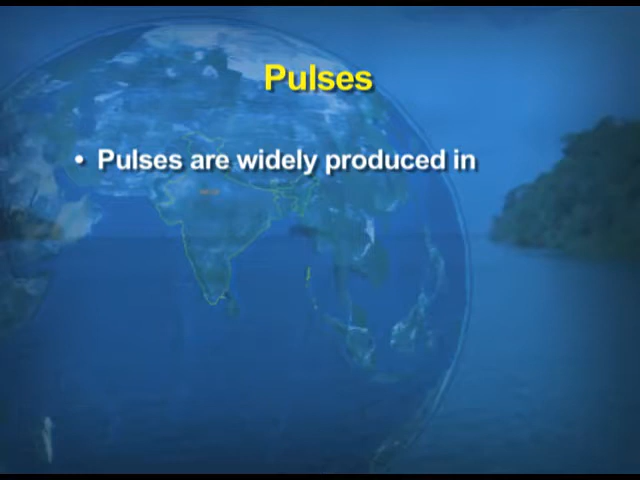 Pulses
• Pulses are widely produced in